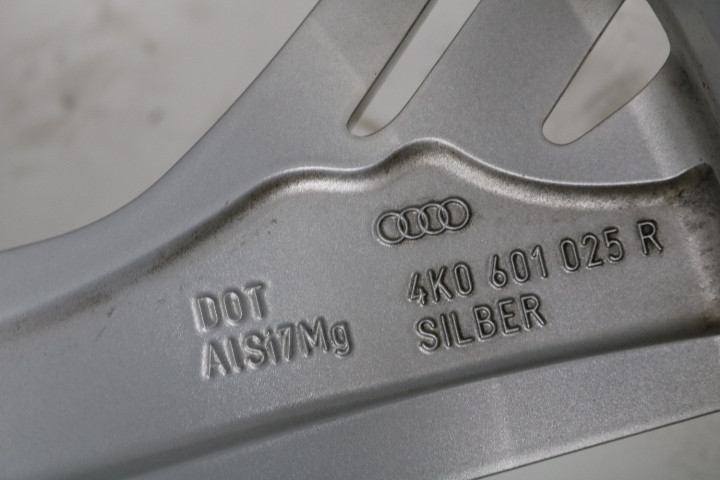 4K0 601 025 R
SILBER
DOT
AlSi7Mg